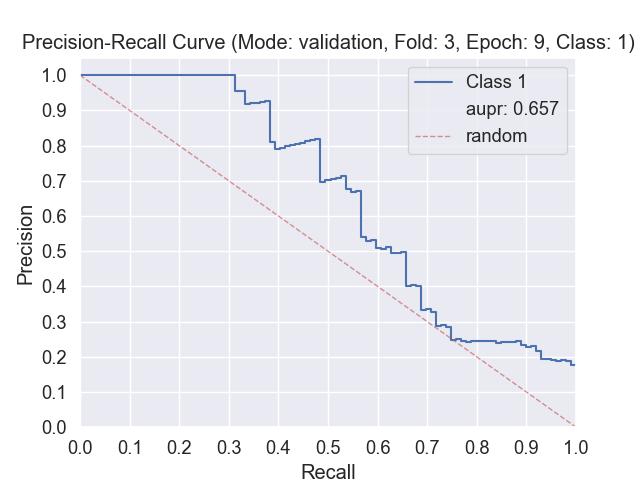 Precision-Recall Curve (Mode: validation, Fold: 3, Epoch: 9, Class: 1)
1.0
0.9
0.8
0.7
0.6
0.5
0.4
0.3
0.2
0.1
0.0
Precision
Class 1
aupr: 0.657
random
0.0 0.1 0.2 0.3 0.4 0.5 0.6 0.7 0.8 0.9 1.0
Recall